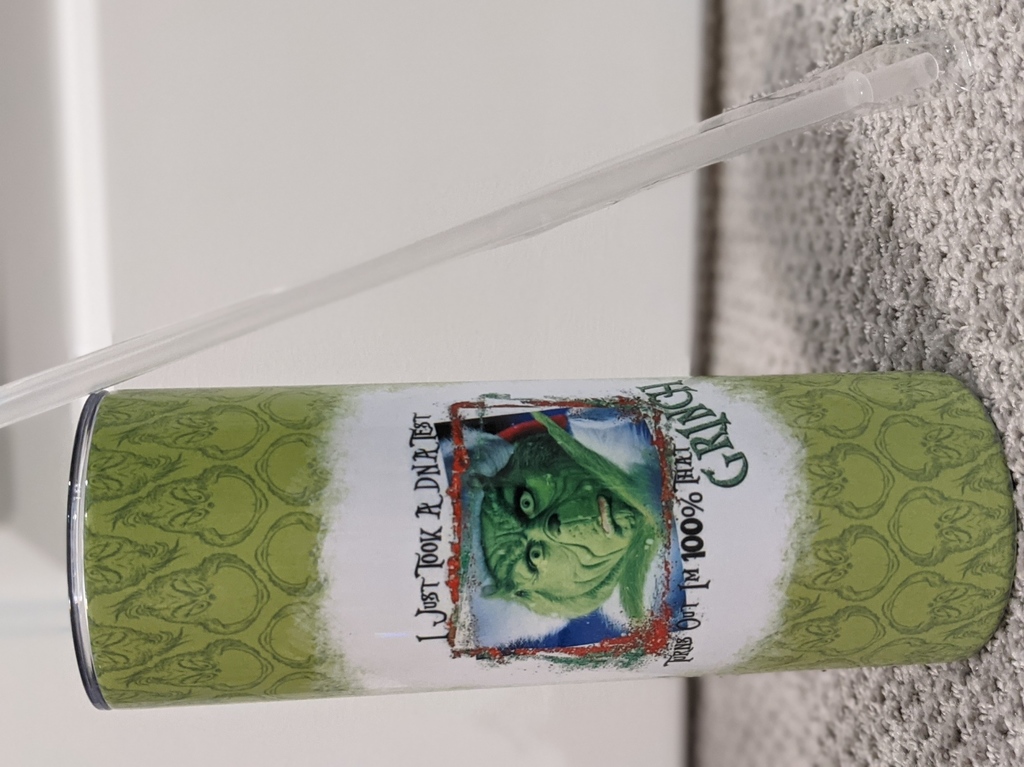 I Just Took A DNA Test
Turns Out I'm 100% That
GRINCH